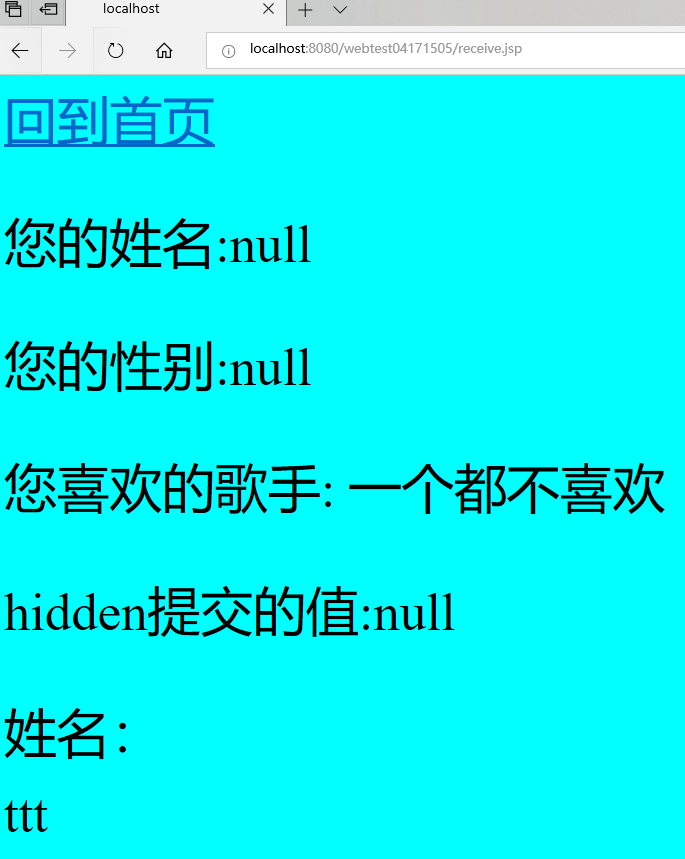 localhost
localhost:8080/webtest04171505/receive.jsp
回到首页
您的姓名:null
您的性别:null
您喜欢的歌手: 一个都不喜欢
hidden提交的值:null
姓名：
ttt